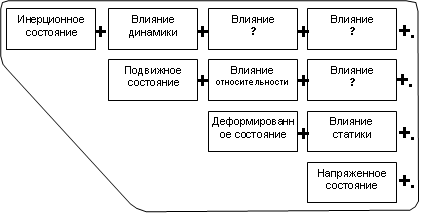 Инерционное состояние + Влияние динамики + Влияние ? + Влияние ? +.
Подвижное состояние + Влияние относительности + Влияние ? +.
Деформированн ое состояние + Влияние статики +.
Напряженное состояние +.